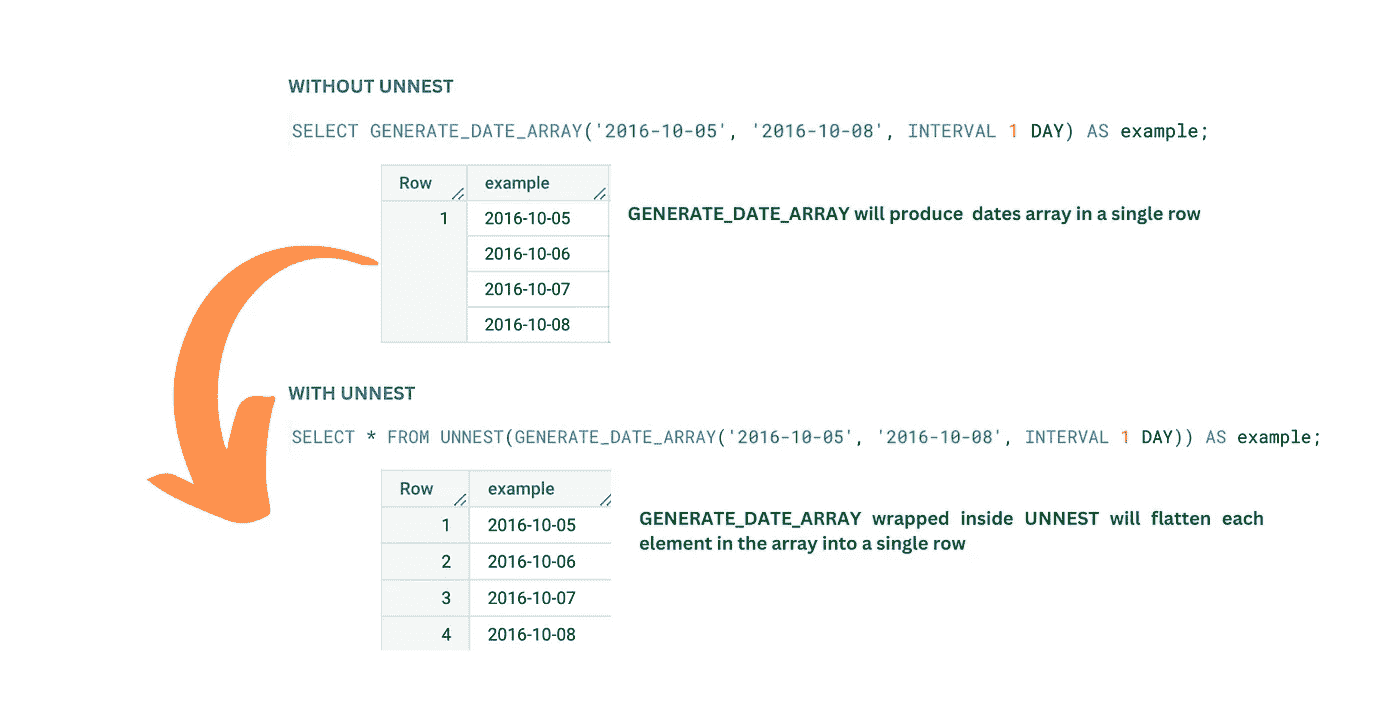 WITHOUT UNNEST
SELECT GENERATE_DATE_ARRAY('2016-10-05', '2016-10-08', INTERVAL 1 DAY) AS example;
Row example
1 2016-10-05
2016-10-06
2016-10-07
2016-10-08
GENERATE_DATE_ARRAY will produce dates array in a single row
WITH UNNEST
SELECT * FROM UNNEST(GENERATE_DATE_ARRAY('2016-10-05', '2016-10-08', INTERVAL 1 DAY)) AS example;
Row example
1 2016-10-05
2 2016-10-06
3 2016-10-07
4 2016-10-08
GENERATE_DATE_ARRAY wrapped inside UNNEST will flatten each
element in the array into a single row